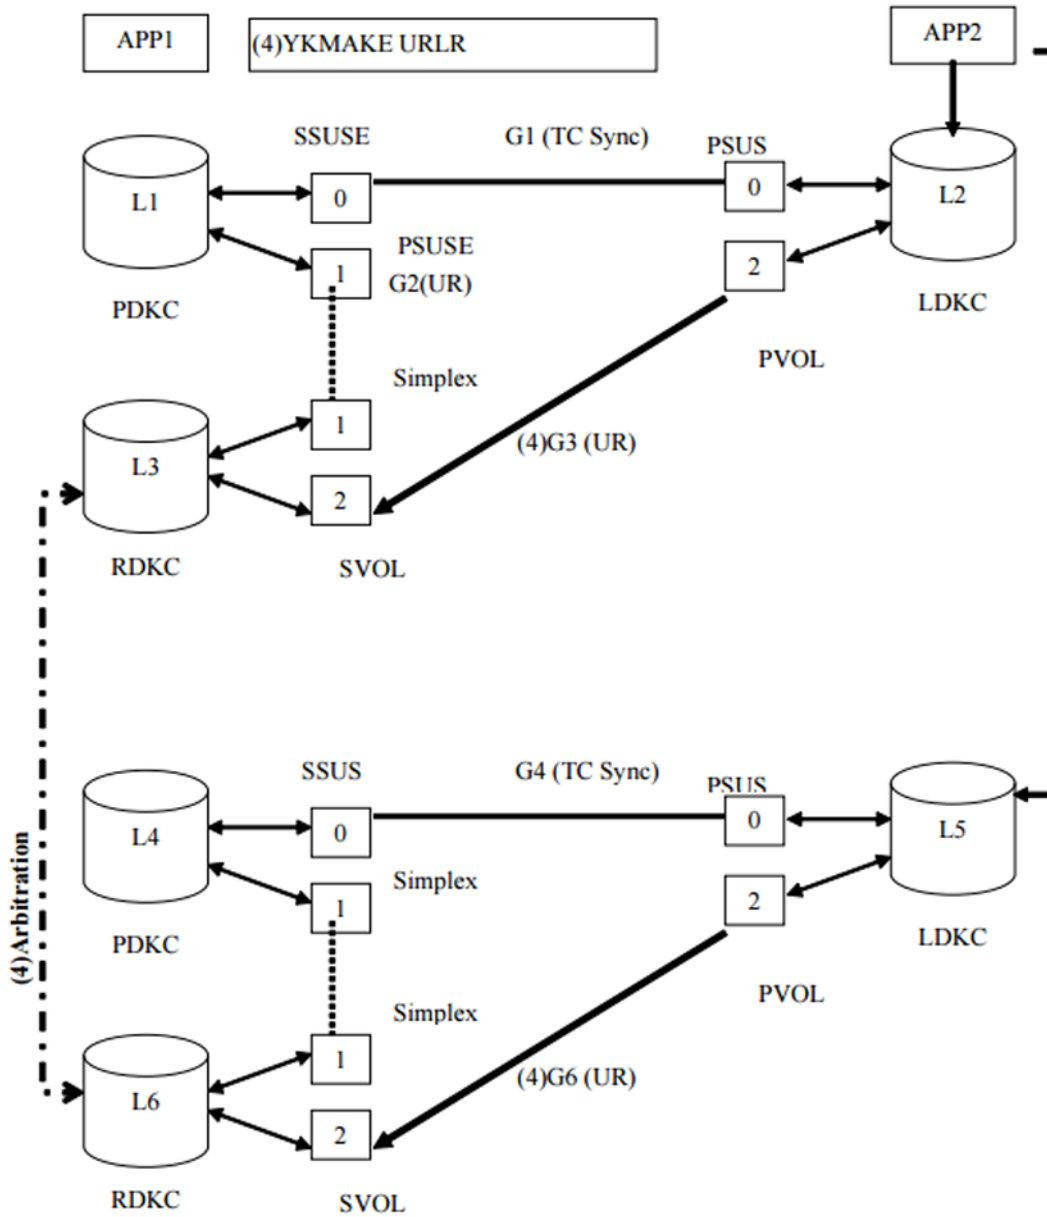 APP1
(4)YKMAKE URLR
APP2
SSUSE
G1 (TC Sync)
PSUS
L1
0
0
L2
PSUSE
1
G2(UR)
2
PDKC
LDKC
Simplex
PVOL
1
L3
(4)G3 (UR)
2
RDKC
SVOL
SSUS
G4 (TC Sync)
PSUS
L4
0
0
L5
Simplex
1
2
PDKC
LDKC
(4)Arbitration
PVOL
Simplex
1
L6
(4)G6 (UR)
2
RDKC
SVOL